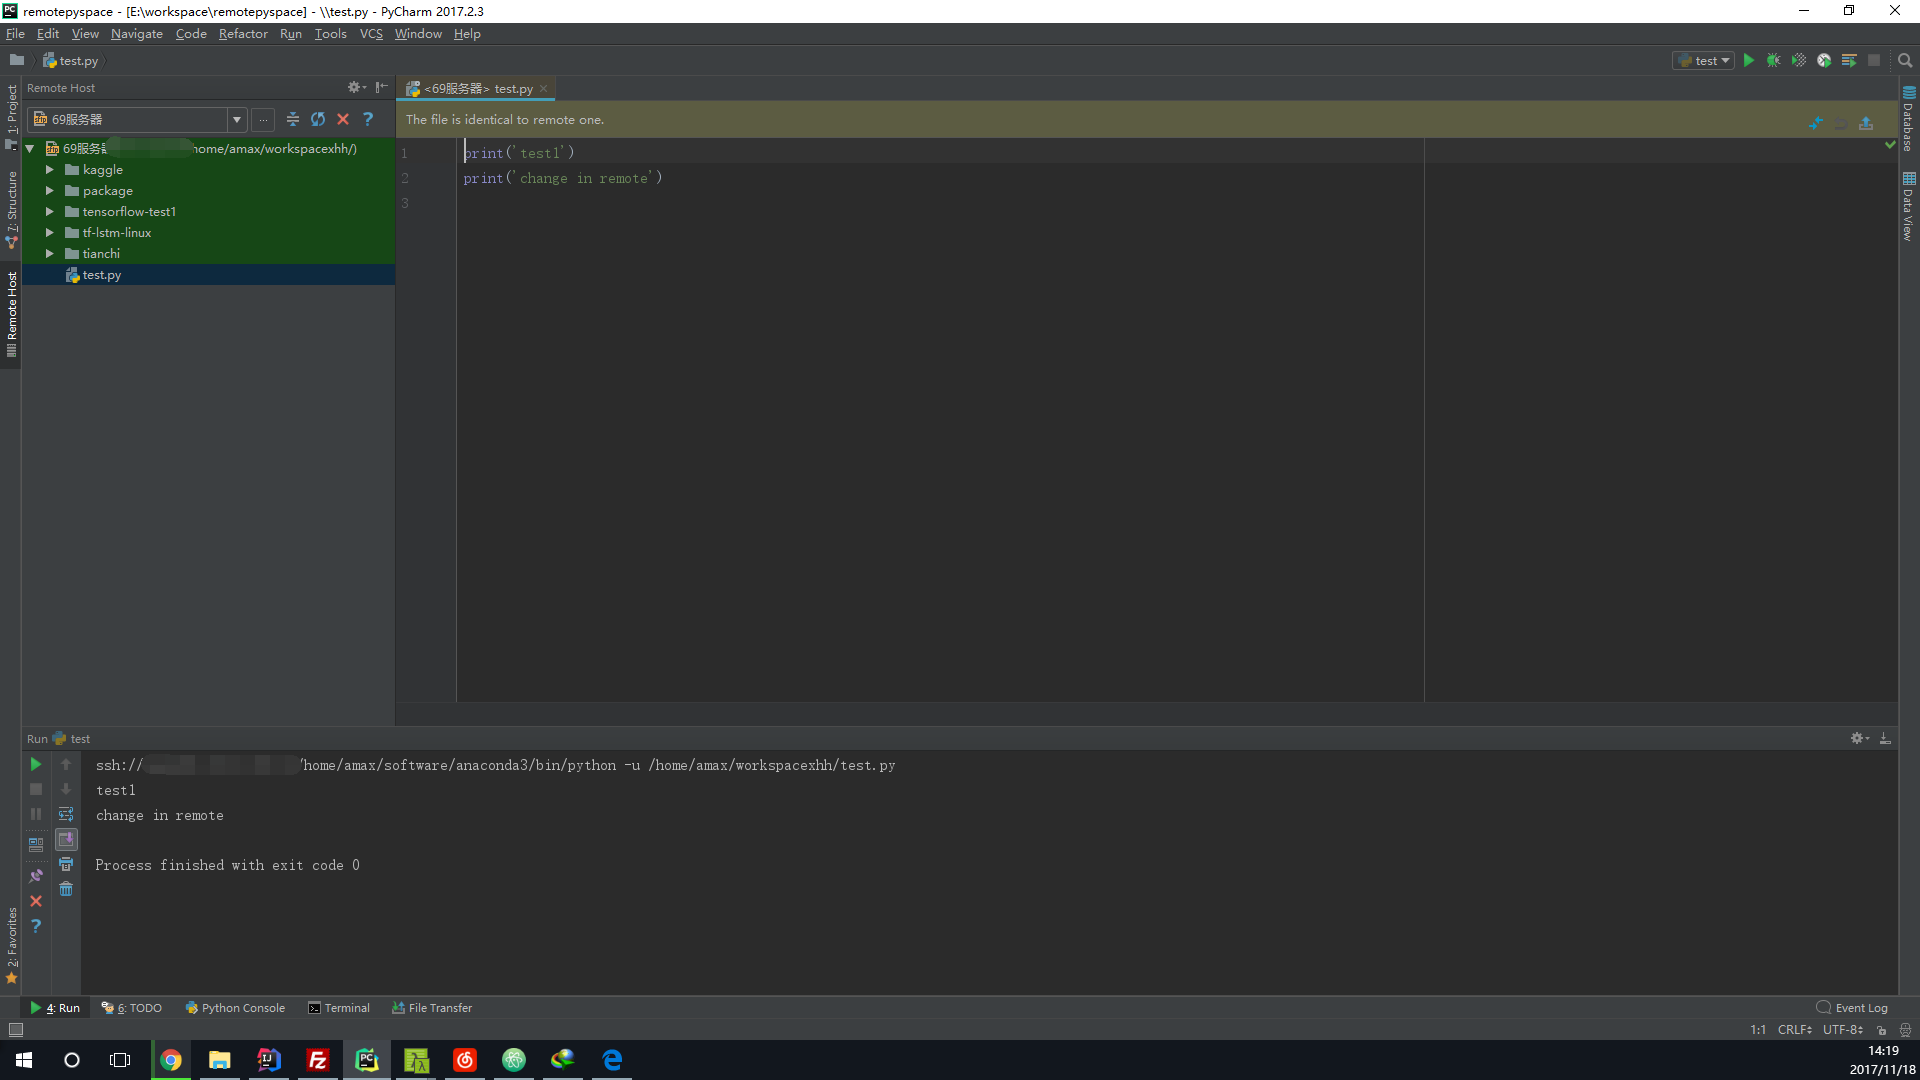 remotepyspace - [E:\workspace\remotepyspace] - \\test.py - PyCharm 2017.2.3
File Edit View Navigate Code Refactor Run Tools VCS Window Help
test.py
test
Remote Host
<69服务器> test.py
69服务器
The file is identical to remote one.
69服务 home/amax/workspacexhh/)
kaggle
package
tensorflow-test1
tf-lstm-linux
tianchi
test.py
1 print('test1')
2 print('change in remote')
3
1: Project
7: Structure
Remote Host
2: Favorites
Database
Data View
Run test
ssh:// /home/amax/software/anaconda3/bin/python -u /home/amax/workspacexhh/test.py
test1
change in remote
Process finished with exit code 0
4: Run 6: TODO Python Console Terminal File Transfer
Event Log
1:1 CRLF UTF-8
14:19
2017/11/18